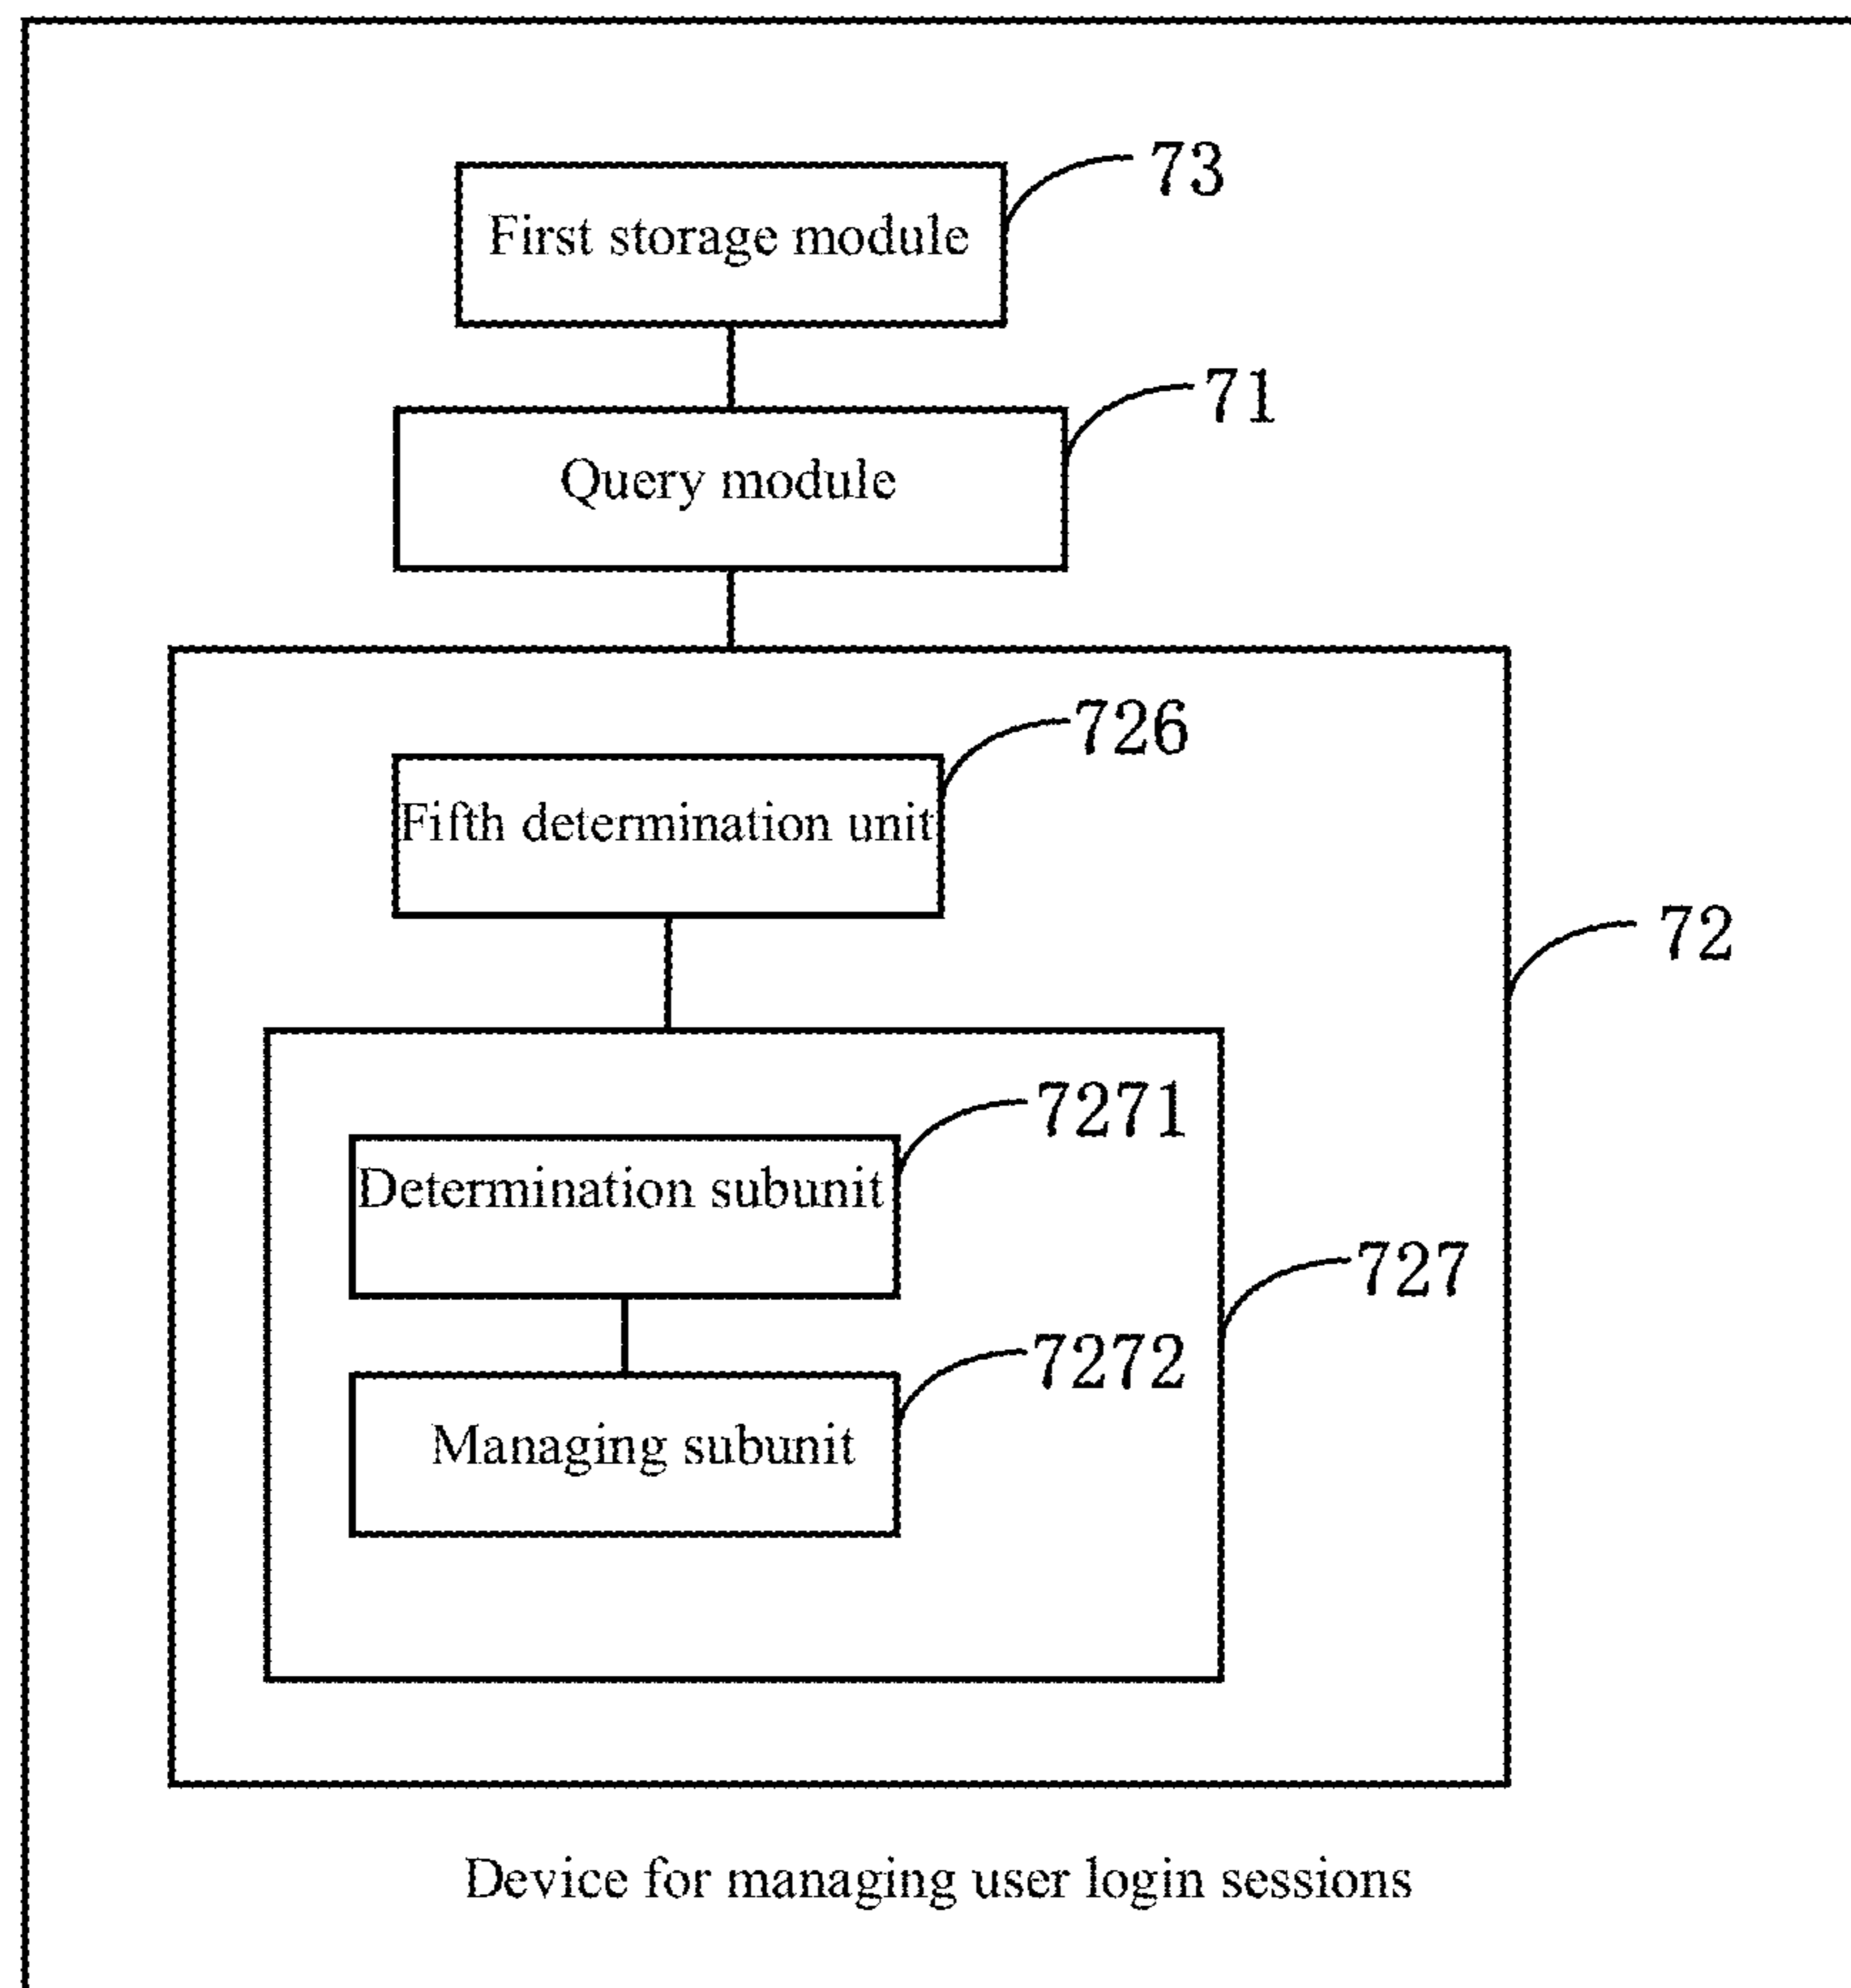 73
First storage module
71
Query module
726
Fifth determination unit
72
7271
Determination subunit
727
7272
Managing subunit
Device for managing user login sessions